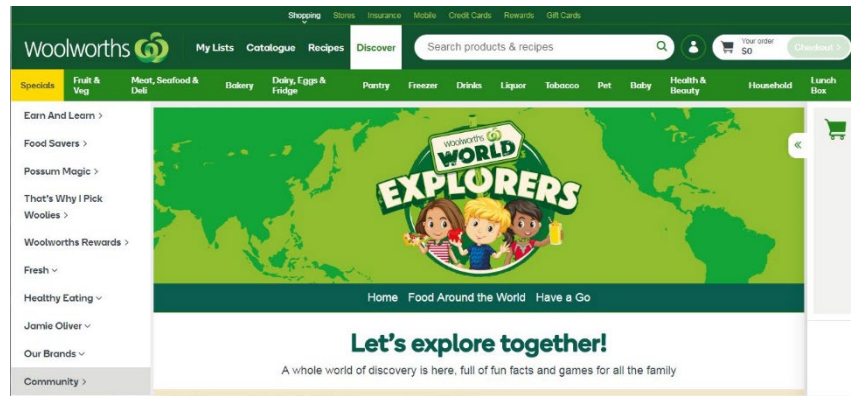 Shopping Stores Insurance Mobile Credit Cards Rewards Gift Cards
Woolworths
My Lists Catalogue Recipes Discover
Search products & recipes
Your order
$0
Checkout >
Specials
Fruit &
Veg
Meat, Seafood &
Deli
Bakery
Dairy, Eggs &
Fridge
Pantry
Freezer
Drinks
Liquor
Tobacco
Pet
Baby
Health &
Beauty
Household
Lunch
Box
Earn And Learn >
Food Savers >
Possum Magic >
That's Why I Pick
Woolies >
Woolworths Rewards >
Fresh
Healthy Eating
Jamie Oliver
Our Brands
Community >
woolworths
WORLD
EXPLORERS
Home Food Around the World Have a Go
Let's explore together!
A whole world of discovery is here, full of fun facts and games for all the family